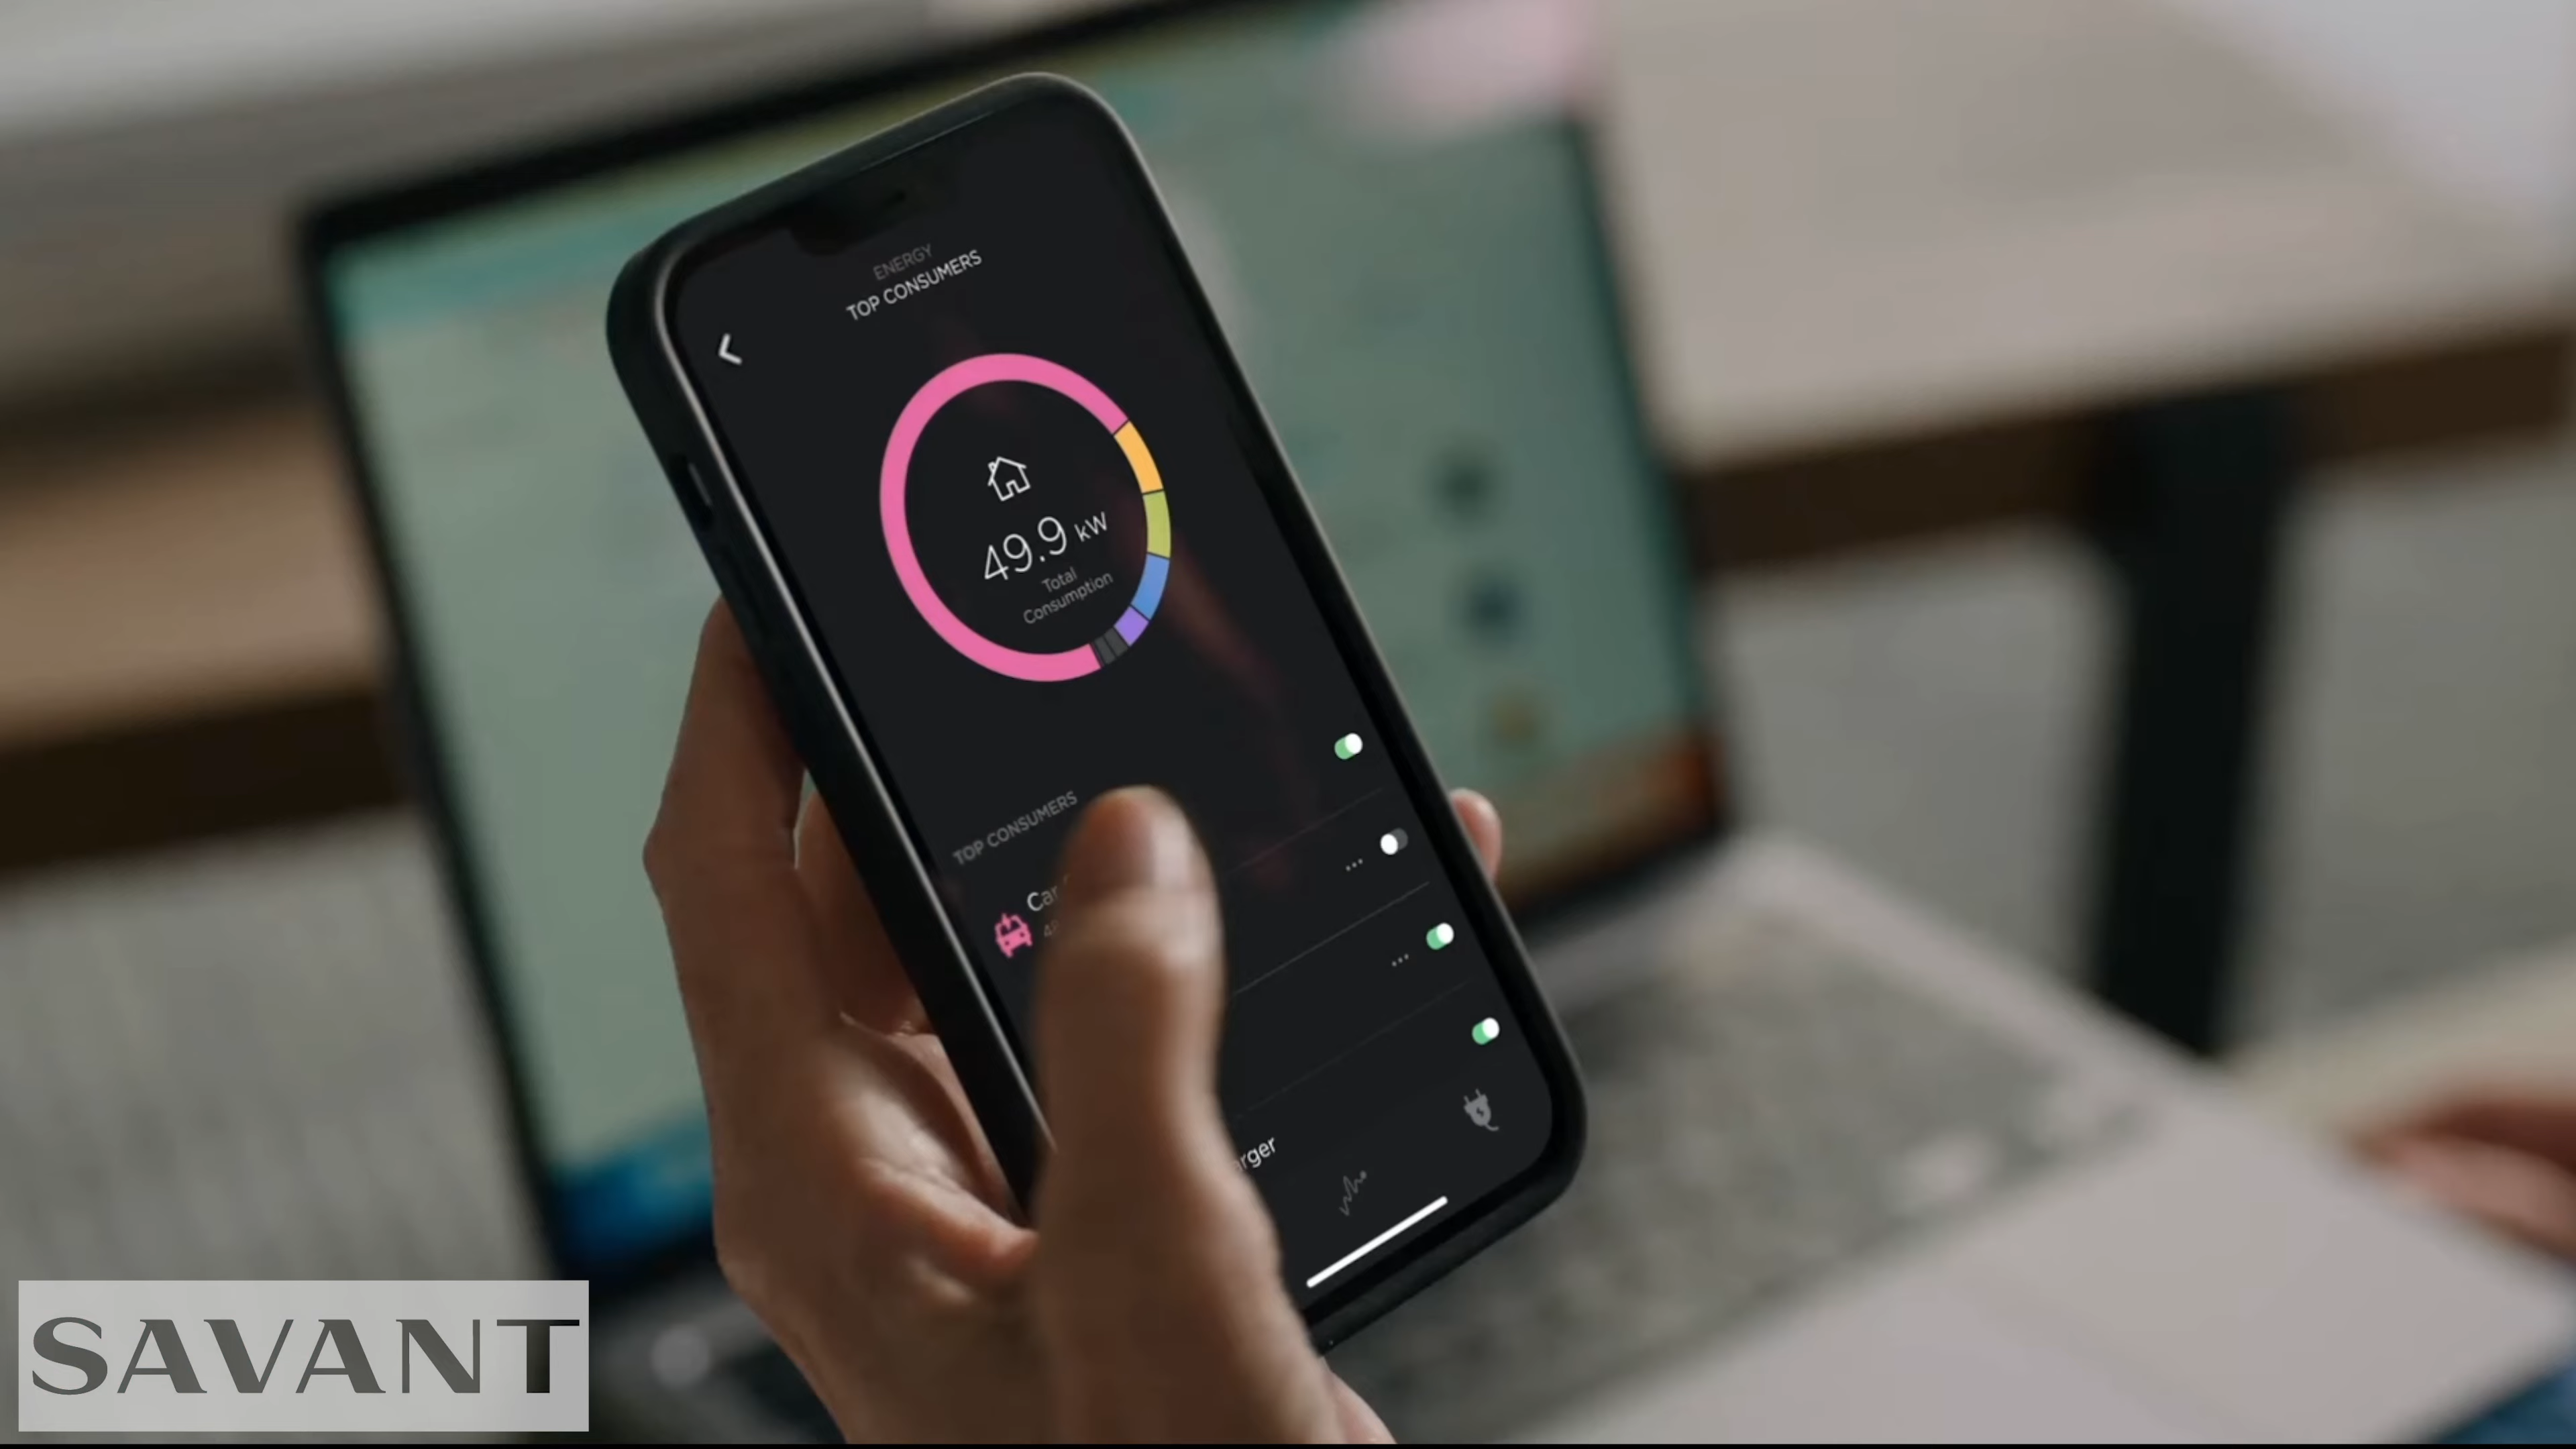 ENERGY
TOP CONSUMERS
49.9 kW
Total
Consumption
TOP CONSUMERS
SAVANT